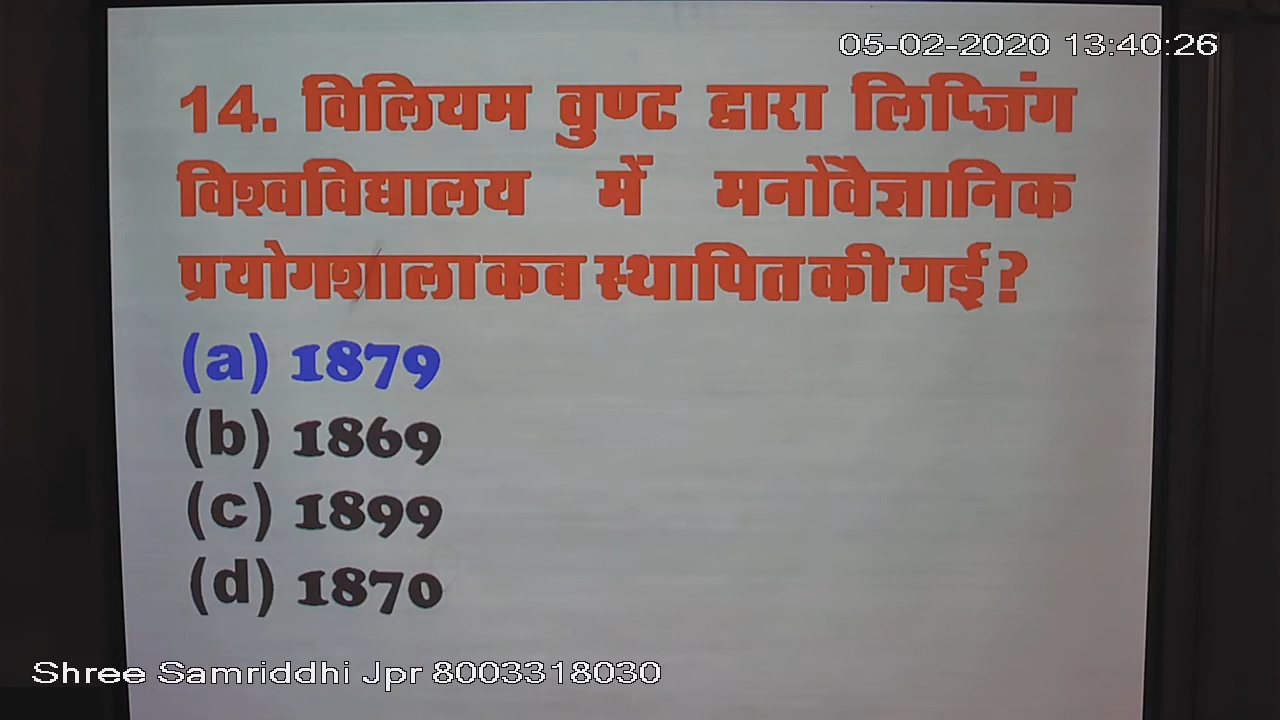 05-02-2020 13:40:26
14. विलियम वुण्ट द्वारा लिप्जिंग
विश्वविद्यालय में मनोवैज्ञानिक
प्रयोगशाला कब स्थापित की गई ?
(a) 1879
(b) 1869
(c) 1899
(d) 1870
Shree Samriddhi Jpr 8003318030